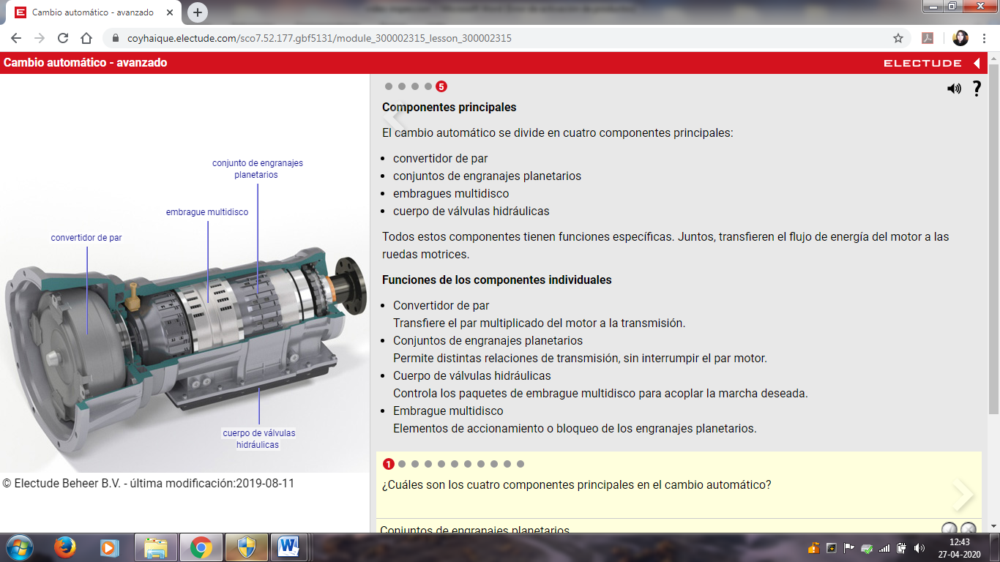 Cambio automático - avanzado
coyhaique.electude.com/sco7.52.177.gbf5131/module_300002315_lesson_300002315
Cambio automático - avanzado
ELECTUDE
conjunto de engranajes
planetarios
embrague multidisco
convertidor de par
cuerpo de válvulas
hidráulicas
© Electude Beheer B.V. - última modificación:2019-08-11
5
?
Componentes principales
El cambio automático se divide en cuatro componentes principales:
• convertidor de par
• conjuntos de engranajes planetarios
• embragues multidisco
• cuerpo de válvulas hidráulicas
Todos estos componentes tienen funciones específicas. Juntos, transfieren el flujo de energía del motor a las
ruedas motrices.
Funciones de los componentes individuales
• Convertidor de par
Transfiere el par multiplicado del motor a la transmisión.
• Conjuntos de engranajes planetarios
Permite distintas relaciones de transmisión, sin interrumpir el par motor.
• Cuerpo de válvulas hidráulicas
Controla los paquetes de embrague multidisco para acoplar la marcha deseada.
• Embrague multidisco
Elementos de accionamiento o bloqueo de los engranajes planetarios.
1
¿Cuáles son los cuatro componentes principales en el cambio automático?
Conjuntos de engranajes planetarios
12:43
27-04-2020